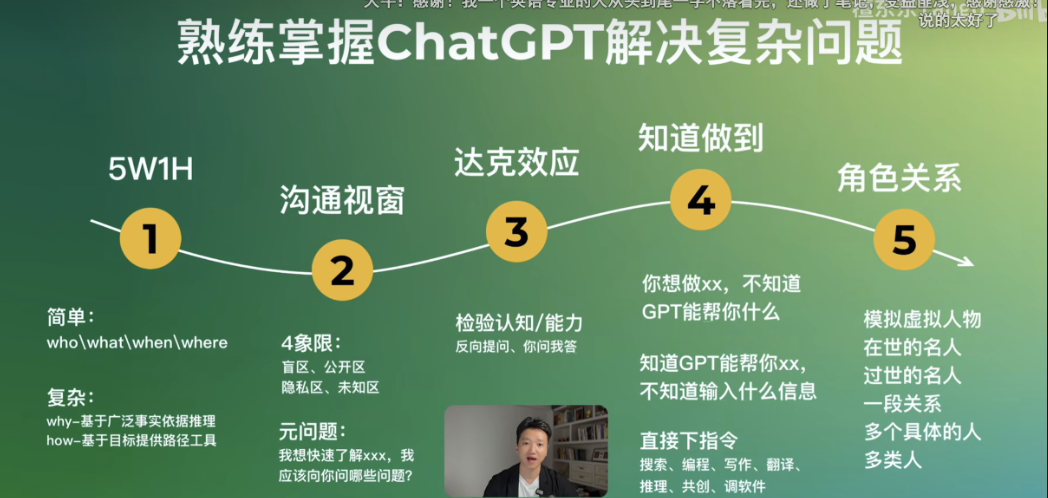 大牛！感谢！我一个英语专业的人从头到尾一字不落看完，还做了笔记，受益匪浅，感谢感激！
说的太好了
熟练掌握ChatGPT解决复杂问题
5W1H
1
简单：
who\what\when\where
复杂：
why-基于广泛事实依据推理
how-基于目标提供路径工具
沟通视窗
2
4象限：
盲区、公开区
隐私区、未知区
元问题：
我想快速了解xxx，我
应该向你问哪些问题？
达克效应
3
检验认知/能力
反向提问、你问我答
知道做到
4
你想做xx，不知道
GPT能帮你什么
知道GPT能帮你xx，
不知道输入什么信息
直接下指令
搜索、编程、写作、翻译、
推理、共创、调软件
角色关系
5
模拟虚拟人物
在世的名人
过世的名人
一段关系
多个具体的人
多类人